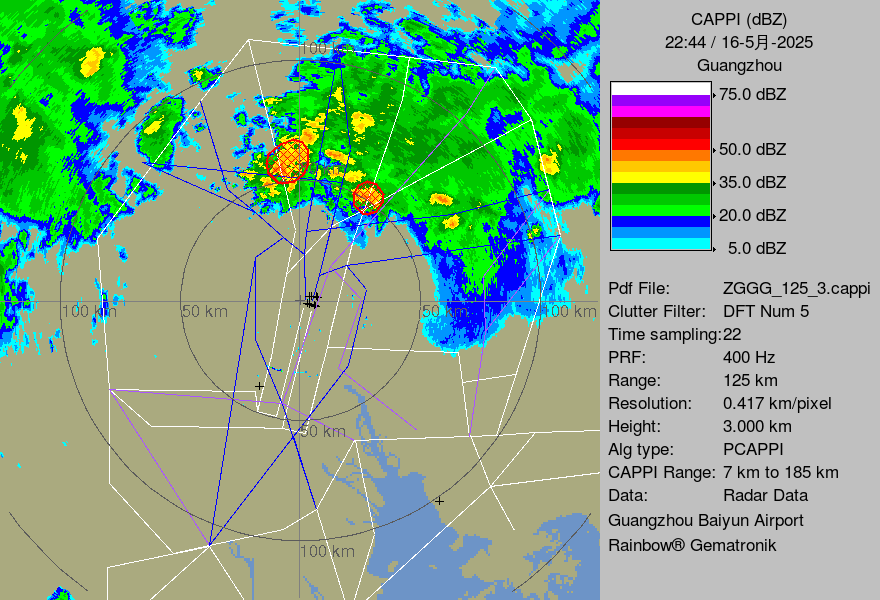 CAPPI (dBZ)
22:44 / 16-5月-2025
Guangzhou
75.0 dBZ
50.0 dBZ
35.0 dBZ
20.0 dBZ
5.0 dBZ
Pdf File: ZGGG_125_3.cappi
Clutter Filter: DFT Num 5
Time sampling:22
PRF: 400 Hz
Range: 125 km
Resolution: 0.417 km/pixel
Height: 3.000 km
Alg type: PCAPPI
CAPPI Range: 7 km to 185 km
Data: Radar Data
Guangzhou Baiyun Airport
Rainbow® Gematronik
100 km
100 km
50 km
50 km
100 km
50 km
100 km